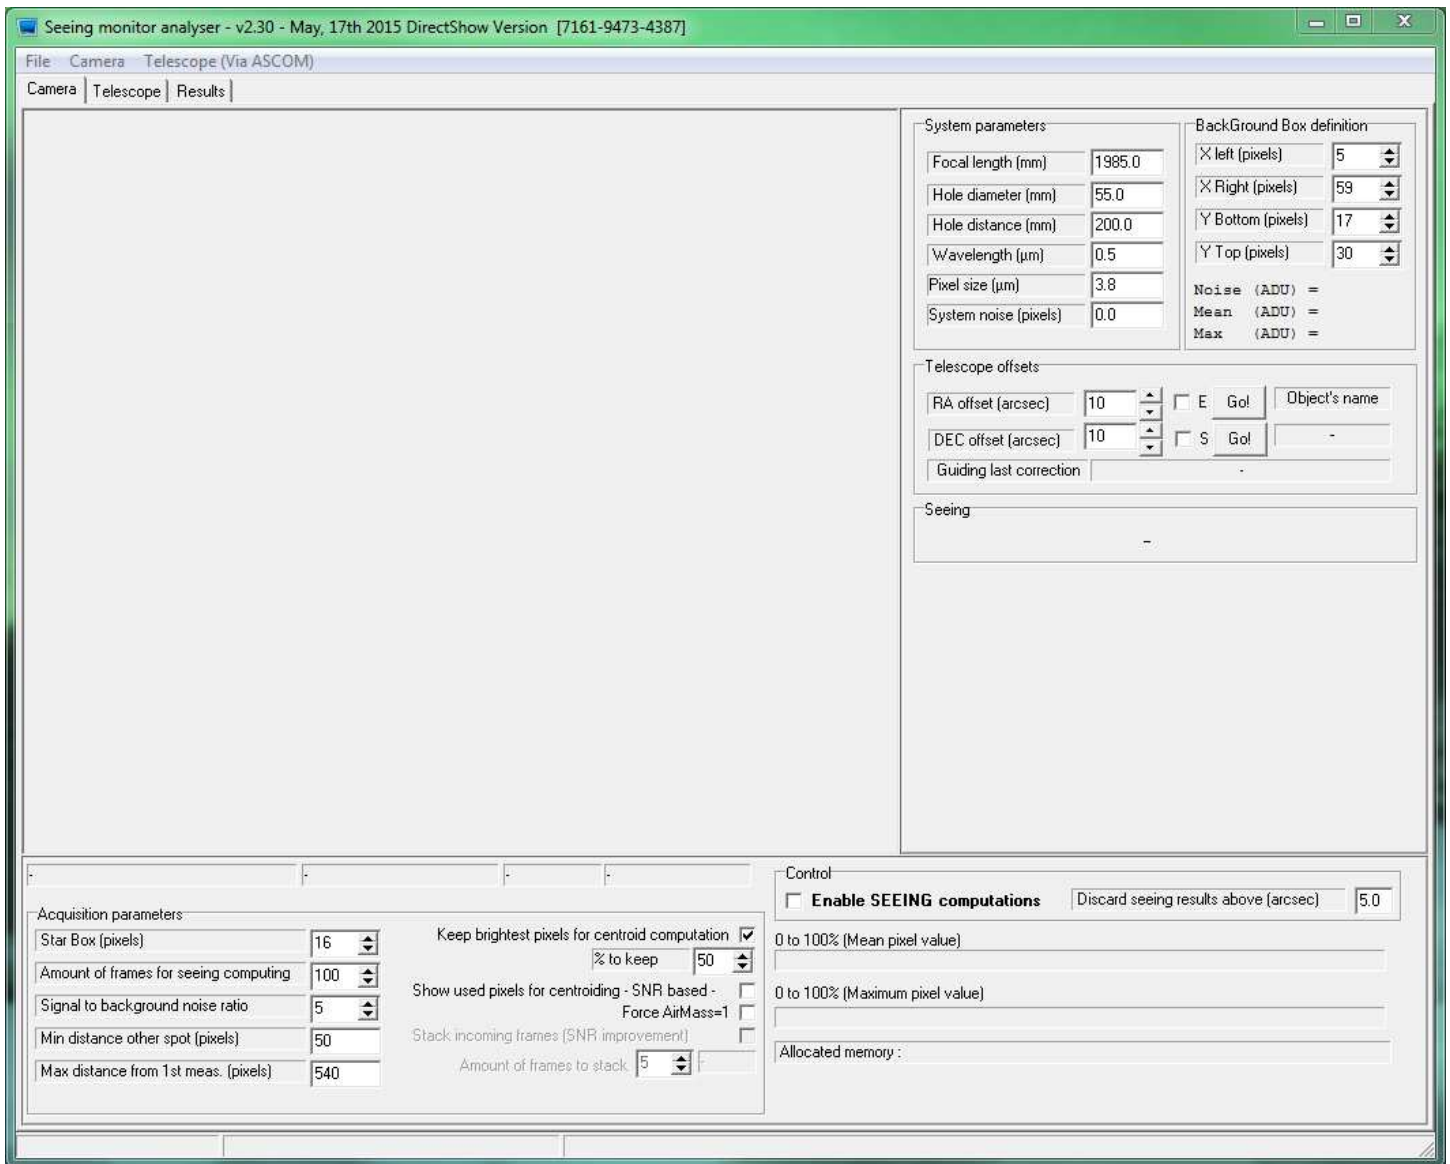 Seeing monitor analyser - v2.30 - May, 17th 2015 DirectShow Version [7161-9473-4387]
File Camera Telescope (Via ASCOM)
Camera Telescope Results
System parameters
Focal length (mm) 1985.0
Hole diameter (mm) 55.0
Hole distance (mm) 200.0
Wavelength (µm) 0.5
Pixel size (µm) 3.8
System noise (pixels) 0.0
BackGround Box definition
X left (pixels) 5
X Right (pixels) 59
Y Bottom (pixels) 17
Y Top (pixels) 30
Noise (ADU) =
Mean (ADU) =
Max (ADU) =
Telescope offsets
RA offset (arcsec) 10 E Go! Object's name
DEC offset (arcsec) 10 S Go! -
Guiding last correction -
Seeing
-
- - - -
Acquisition parameters
Star Box (pixels) 16
Amount of frames for seeing computing 100
Signal to background noise ratio 5
Min distance other spot (pixels) 50
Max distance from 1st meas. (pixels) 540
Keep brightest pixels for centroid computation
% to keep 50
Show used pixels for centroiding - SNR based -
Force AirMass=1
Stack incoming frames (SNR improvement)
Amount of frames to stack 5 -
Control
Enable SEEING computations Discard seeing results above (arcsec) 5.0
0 to 100% (Mean pixel value)
0 to 100% (Maximum pixel value)
Allocated memory :